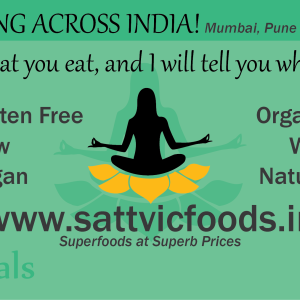 NG ACROSS INDIA! Mumbai, Pune
at you eat, and I will tell you wh
ten Free Orga
w W
gan Natu
www.sattvicfoods.in
Superfoods at Superb Prices
als